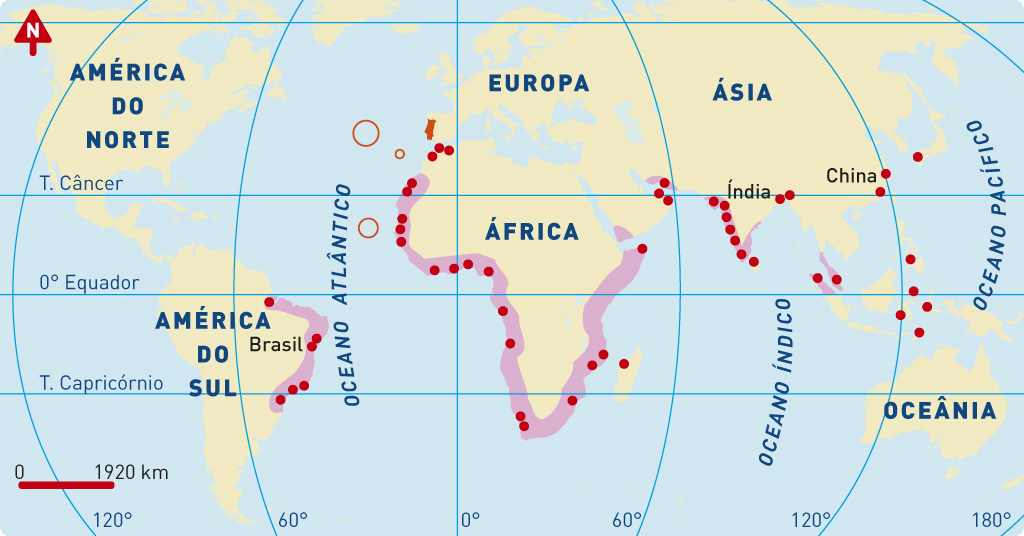 N
AMÉRICA
DO
NORTE
EUROPA
ÁSIA
T. Câncer
China
Índia
OCEANO PACÍFICO
OCEANO ATLÂNTICO
ÁFRICA
0° Equador
AMÉRICA
DO
SUL
Brasil
OCEANO ÍNDICO
T. Capricórnio
OCEÂNIA
0 1920 km
120°
60°
0°
60°
120°
180°